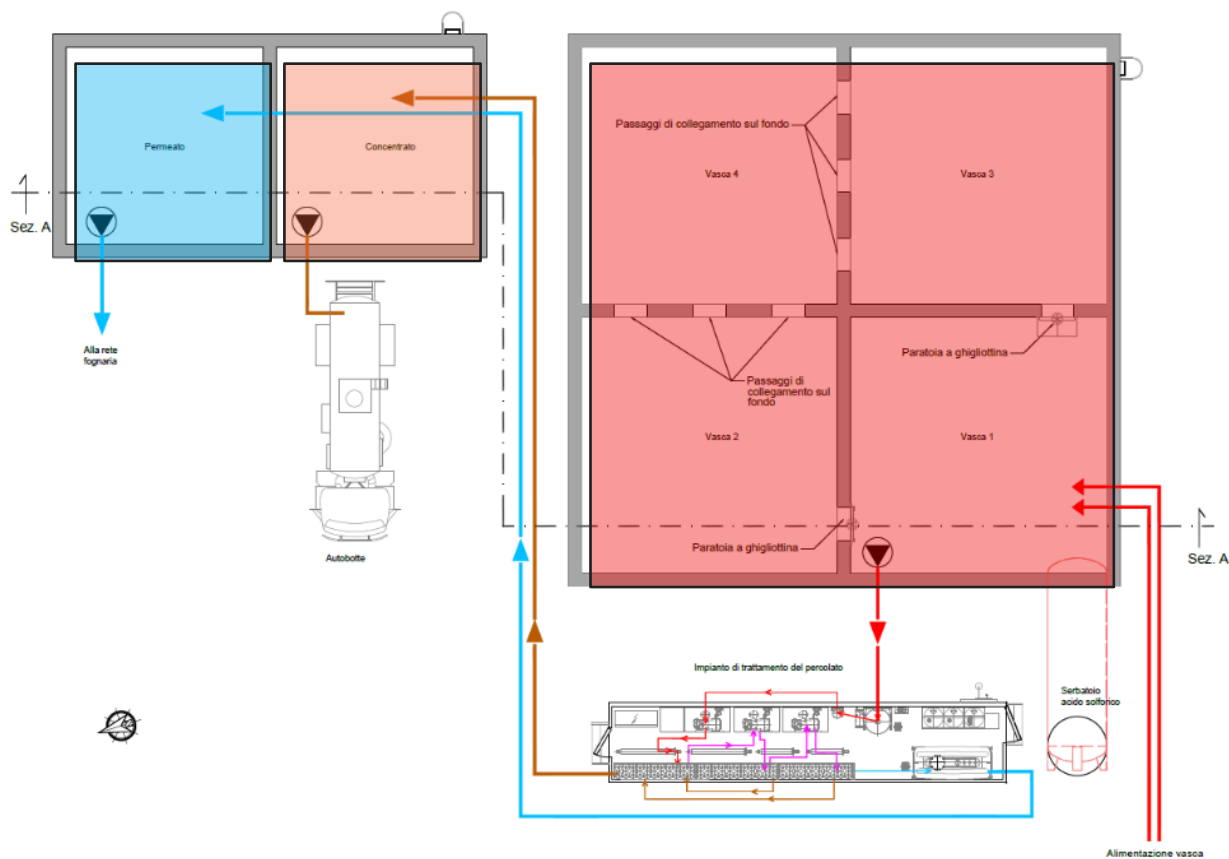 Permeato
Concentrato
Sez. A
Alla rete
fognaria
Autobotte
Passaggi di collegamento sul fondo
Vasca 4
Vasca 3
Paratoia a ghigliottina
Passaggi di
collegamento sul
fondo
Vasca 2
Vasca 1
Paratoia a ghigliottina
Sez. A
Impianto di trattamento del percolato
Serbatoio
acido solforico
Alimentazione vasca